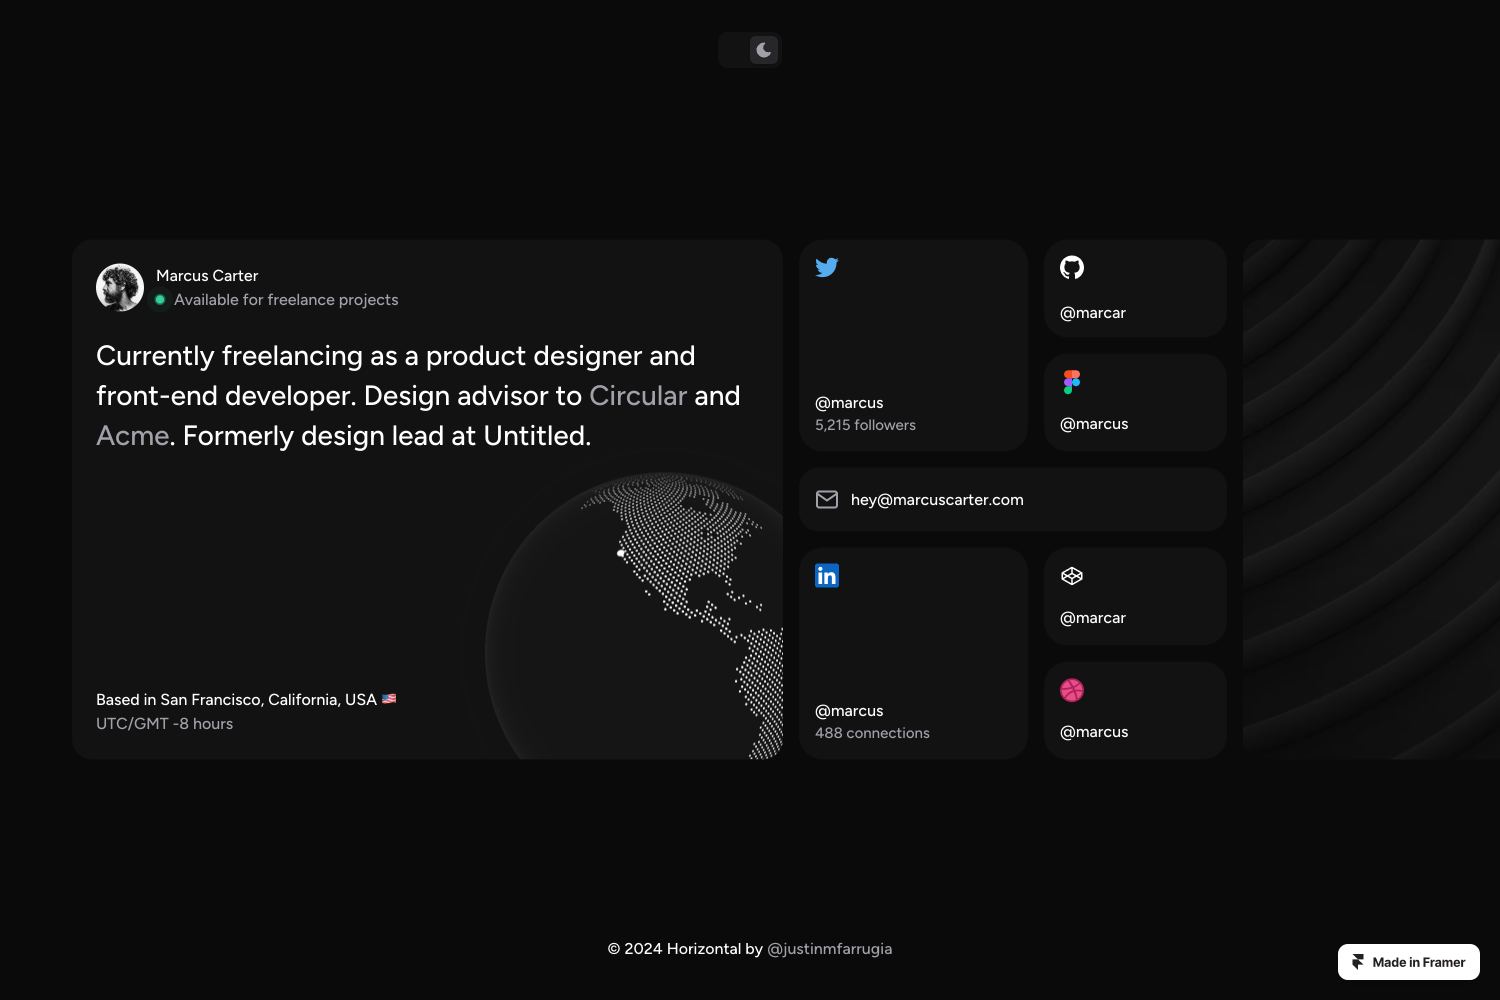 Marcus Carter
Available for freelance projects
Currently freelancing as a product designer and
front-end developer. Design advisor to Circular and
Acme. Formerly design lead at Untitled.
Based in San Francisco, California, USA 🇺🇸
UTC/GMT -8 hours
@marcus
5,215 followers
@marcar
@marcus
hey@marcuscarter.com
in
@marcus
488 connections
@marcar
@marcus
© 2024 Horizontal by @justinmfarrugia
Made in Framer